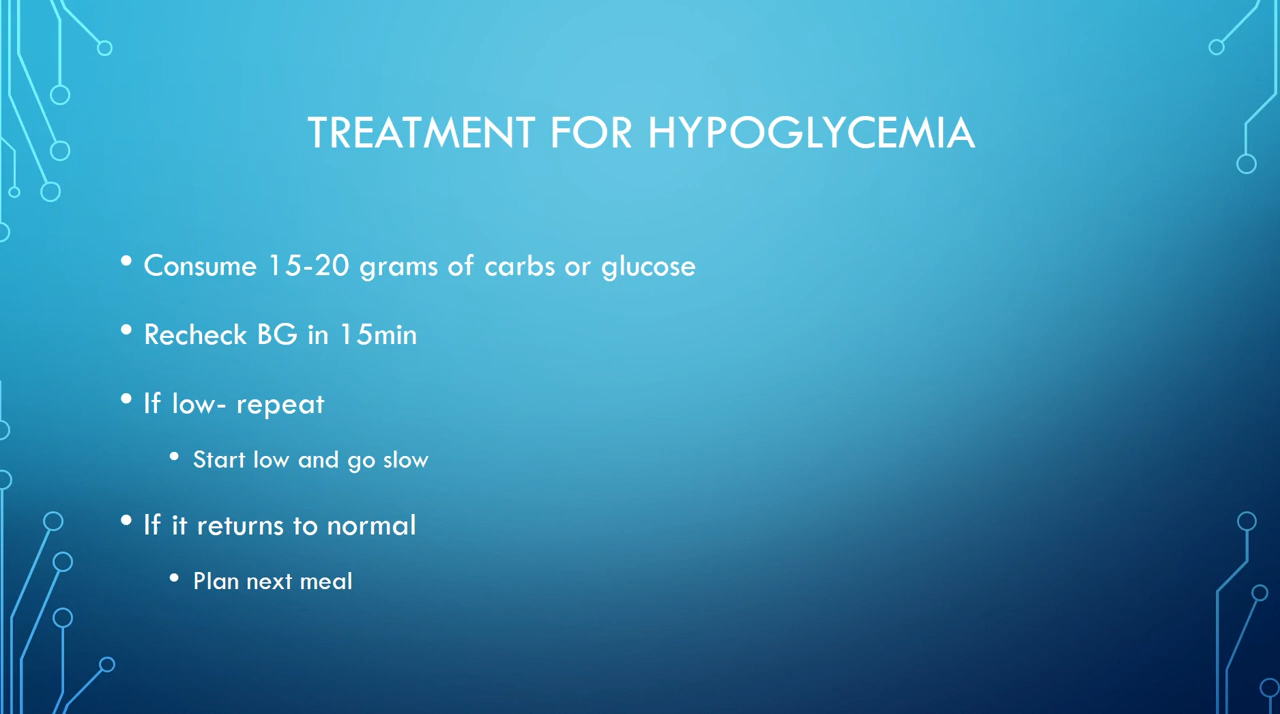 TREATMENT FOR HYPOGLYCEMIA
• Consume 15-20 grams of carbs or glucose
• Recheck BG in 15min
• If low- repeat
• Start low and go slow
• If it returns to normal
• Plan next meal